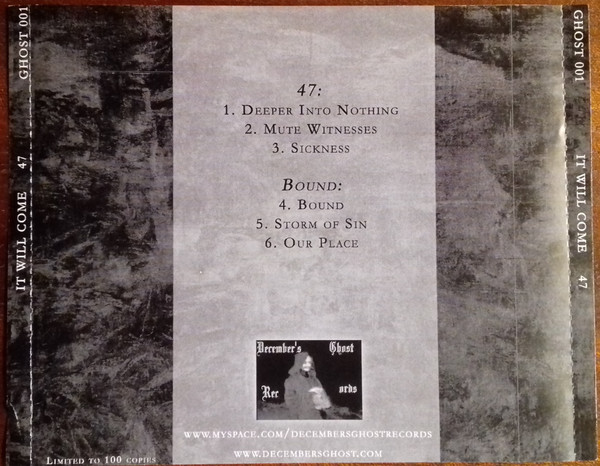 GHOST 001
47
IT WILL COME
47:
1. Deeper Into Nothing
2. Mute Witnesses
3. Sickness
Bound:
4. Bound
5. Storm of Sin
6. Our Place
December's Ghost
Rec ords
www.myspace.com/decembersghostrecords
www.decembersghost.com
Limited to 100 copies
GHOST 001
IT WILL COME
47